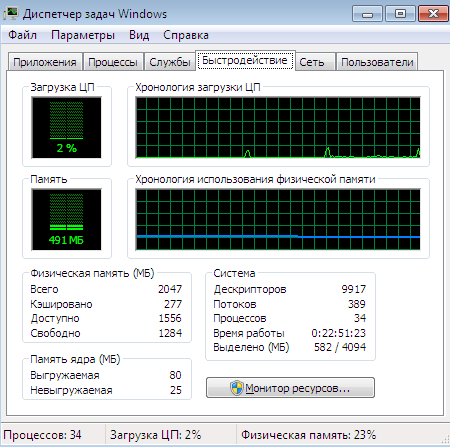 Диспетчер задач Windows
Файл Параметры Вид Справка
Приложения Процессы Службы Быстродействие Сеть Пользователи
Загрузка ЦП Хронология загрузки ЦП
2 %
Память Хронология использования физической памяти
491 МБ
Физическая память (МБ)
Всего 2047
Кэшировано 277
Доступно 1556
Свободно 1284
Система
Дескрипторов 9917
Потоков 389
Процессов 34
Время работы 0:22:51:23
Выделено (МБ) 582 / 4094
Память ядра (МБ)
Выгружаемая 80
Невыгружаемая 25
Монитор ресурсов...
Процессов: 34 Загрузка ЦП: 2% Физическая память: 23%